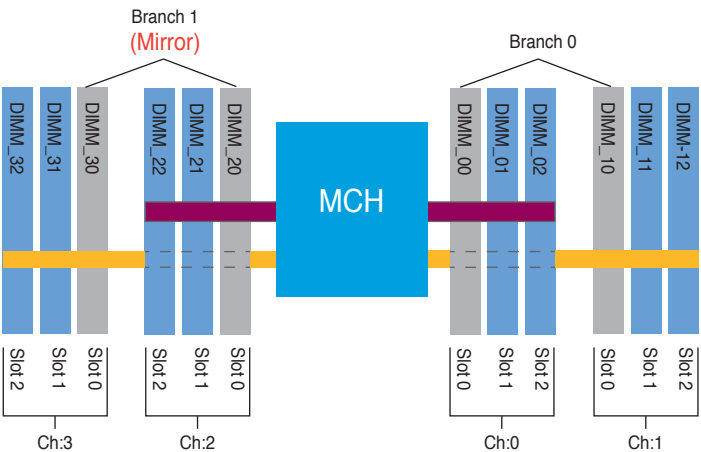 Branch 1
(Mirror)
Branch 0
DIMM_32
DIMM_31
DIMM_30
DIMM_22
DIMM_21
DIMM_20
MCH
DIMM_00
DIMM_01
DIMM_02
DIMM_10
DIMM_11
DIMM-12
Slot 2
Slot 1
Slot 0
Slot 2
Slot 1
Slot 0
Slot 0
Slot 1
Slot 2
Slot 0
Slot 1
Slot 2
Ch:3
Ch:2
Ch:0
Ch:1